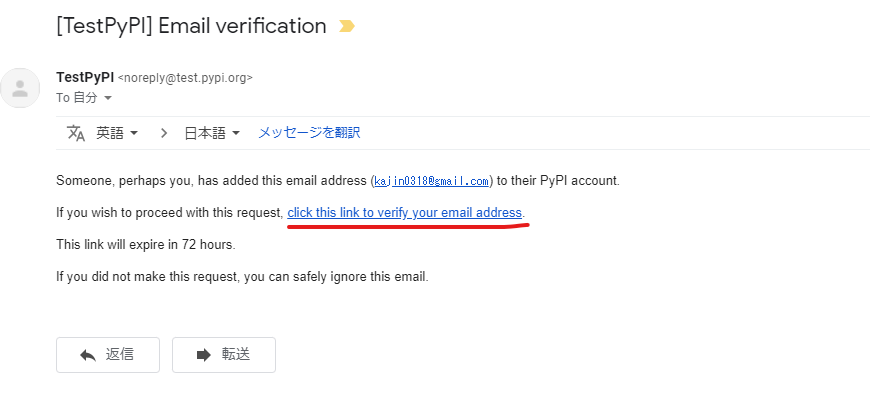 [TestPyPI] Email verification
TestPyPI <noreply@test.pypi.org>
To 自分
英語 > 日本語 メッセージを翻訳
Someone, perhaps you, has added this email address (kajin0318@gmail.com) to their PyPI account.
If you wish to proceed with this request, click this link to verify your email address.
This link will expire in 72 hours.
If you did not make this request, you can safely ignore this email.
返信 転送